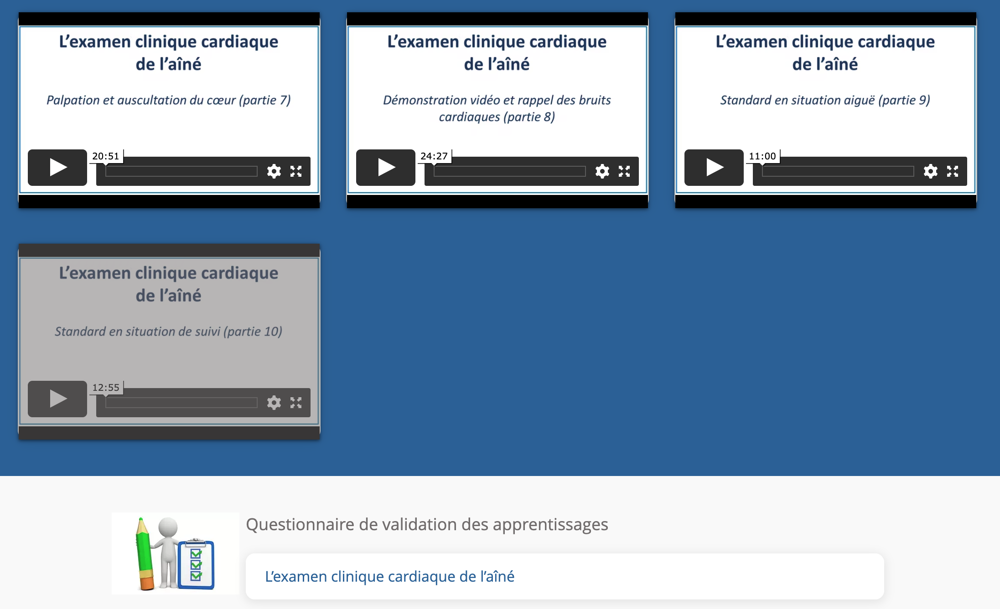 L’examen clinique cardiaque
de l’aîné
Palpation et auscultation du cœur (partie 7)
20:51
L’examen clinique cardiaque
de l’aîné
Démonstration vidéo et rappel des bruits
cardiaques (partie 8)
24:27
L’examen clinique cardiaque
de l’aîné
Standard en situation aiguë (partie 9)
11:00
L’examen clinique cardiaque
de l’aîné
Standard en situation de suivi (partie 10)
12:55
Questionnaire de validation des apprentissages
L’examen clinique cardiaque de l’aîné